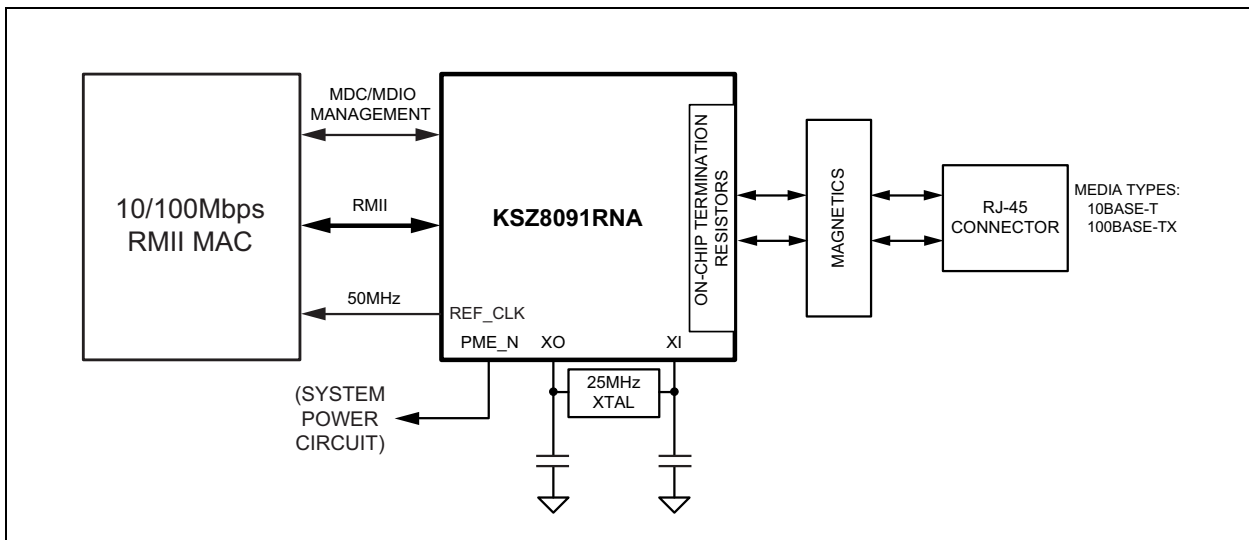 MDC/MDIO
MANAGEMENT
10/100Mbps
RMII MAC
RMII
50MHz
KSZ8091RNA
REF_CLK
PME_N
XO
XI
ON-CHIP TERMINATION
RESISTORS
MAGNETICS
RJ-45
CONNECTOR
MEDIA TYPES:
10BASE-T
100BASE-TX
25MHz
XTAL
(SYSTEM
POWER
CIRCUIT)